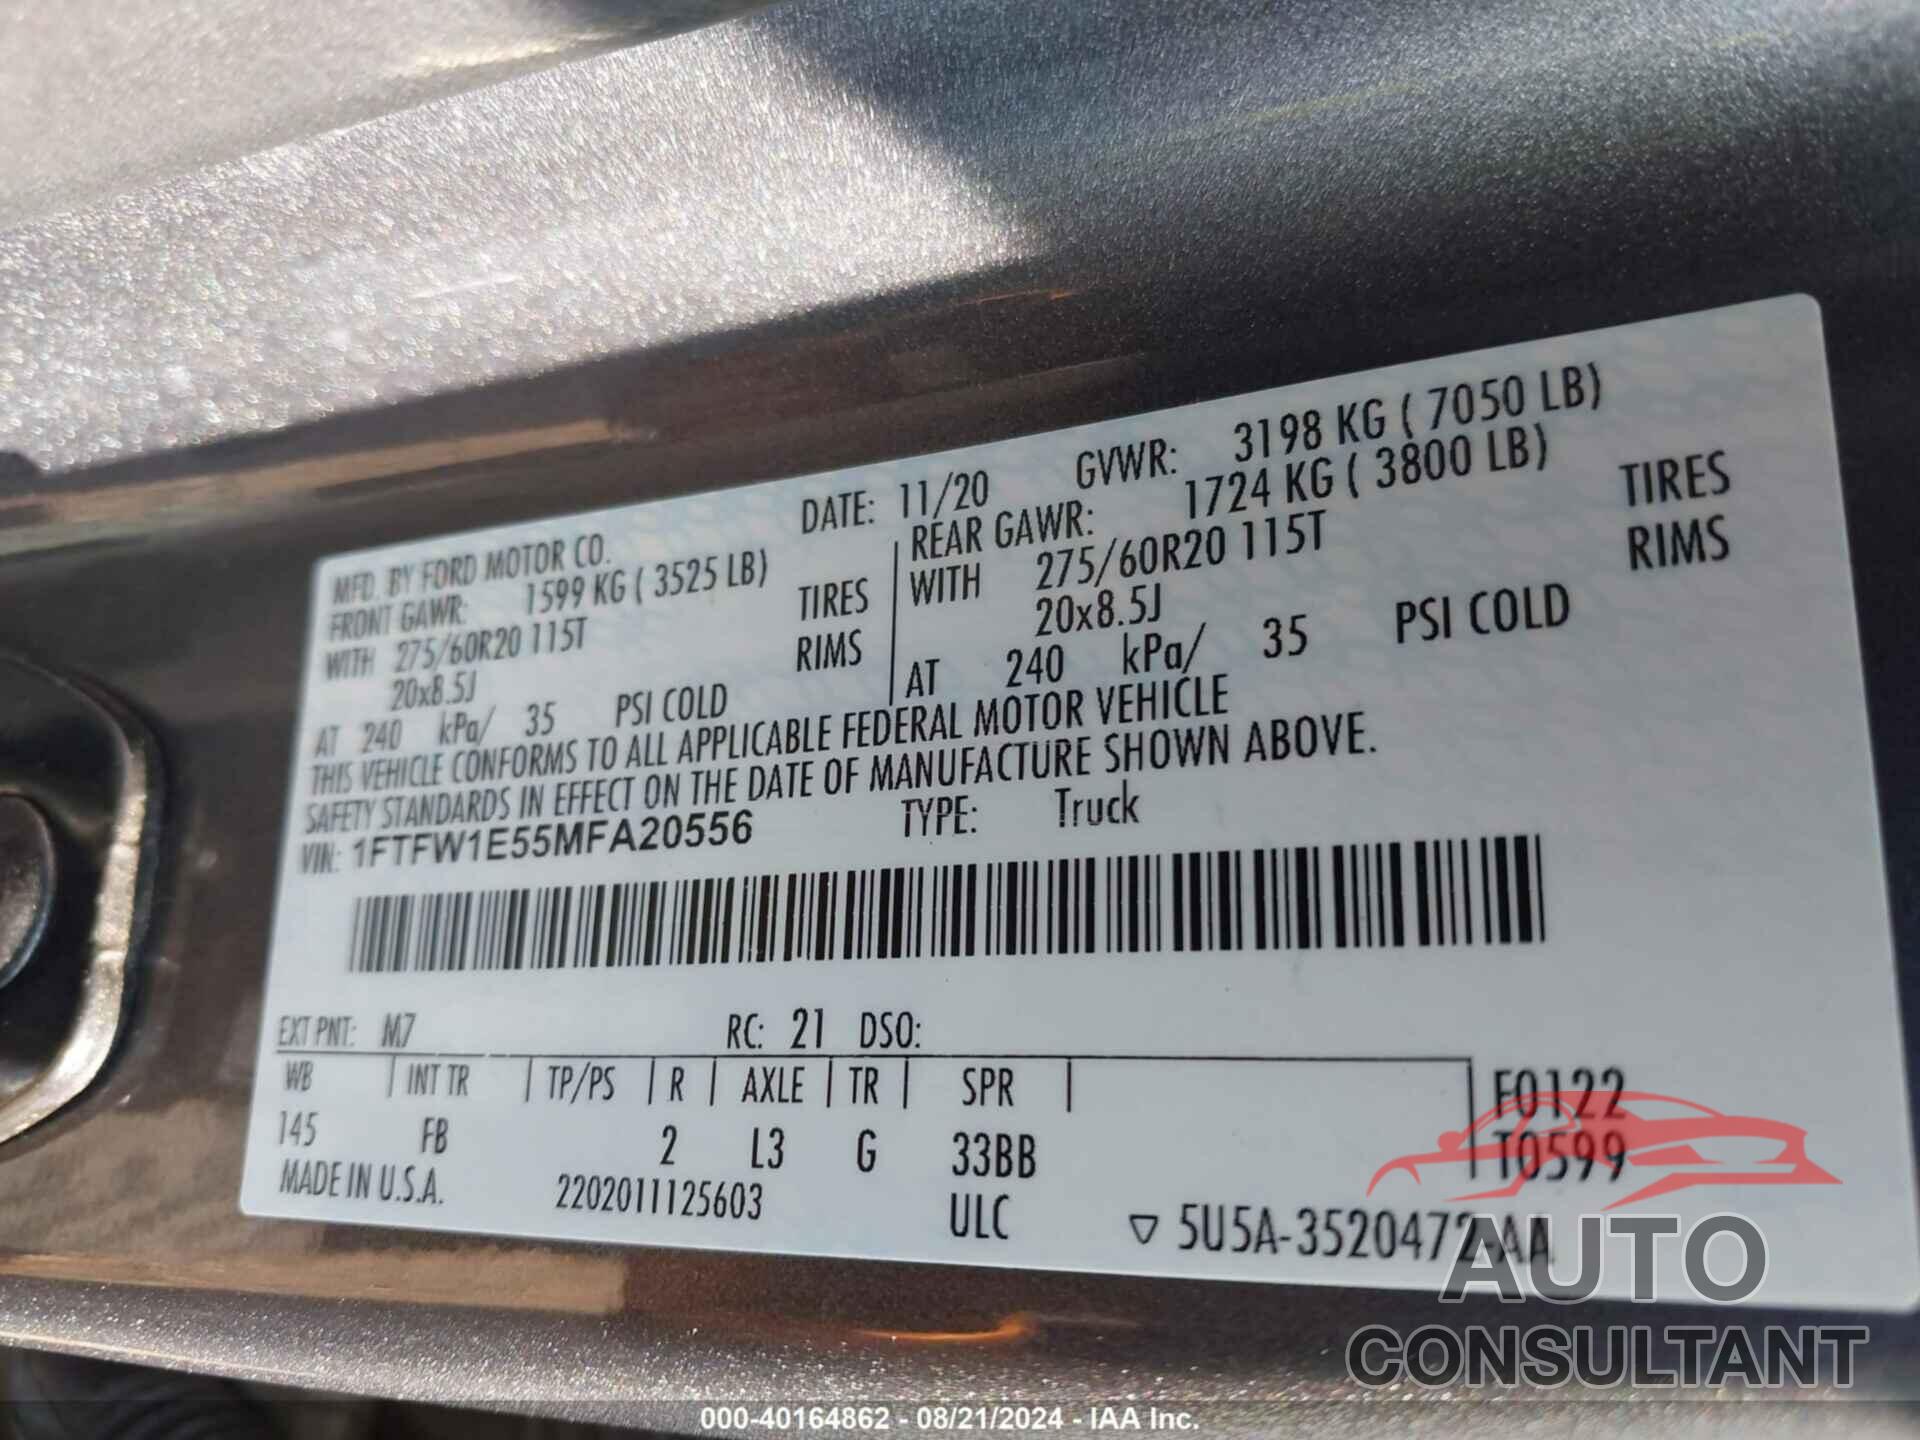 MFD. BY FORD MOTOR CO. DATE: 11/20 GVWR: 3198 KG ( 7050 LB)
FRONT GAWR: 1599 KG ( 3525 LB) REAR GAWR: 1724 KG ( 3800 LB)
WITH 275/60R20 115T TIRES WITH 275/60R20 115T TIRES
20x8.5J RIMS 20x8.5J RIMS
AT 240 kPa/ 35 PSI COLD AT 240 kPa/ 35 PSI COLD
THIS VEHICLE CONFORMS TO ALL APPLICABLE FEDERAL MOTOR VEHICLE
SAFETY STANDARDS IN EFFECT ON THE DATE OF MANUFACTURE SHOWN ABOVE.
VIN: 1FTFW1E55MFA20556 TYPE: Truck
EXT PNT: M7 RC: 21 DSO:
WB INT TR TP/PS R AXLE TR SPR F0122
145 FB 2 L3 G 33BB T0599
MADE IN U.S.A. 2202011125603 ULC ▽ 5U5A-3520472-AA
AUTO
CONSULTANT
000-40164862 - 08/21/2024 - IAA Inc.